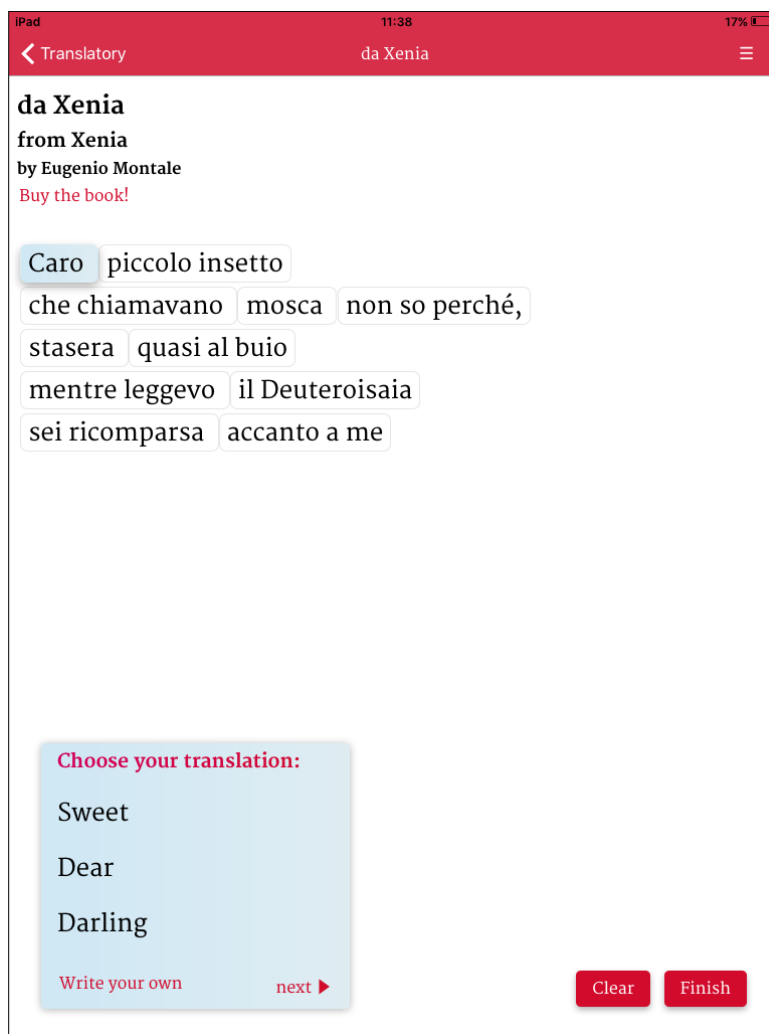 iPad 11:38 17%
Translatory da Xenia
da Xenia
from Xenia
by Eugenio Montale
Buy the book!
Caro piccolo insetto
che chiamavano mosca non so perché,
stasera quasi al buio
mentre leggevo il Deuteroisaia
sei ricomparsa accanto a me
Choose your translation:
Sweet
Dear
Darling
Write your own next
Clear Finish